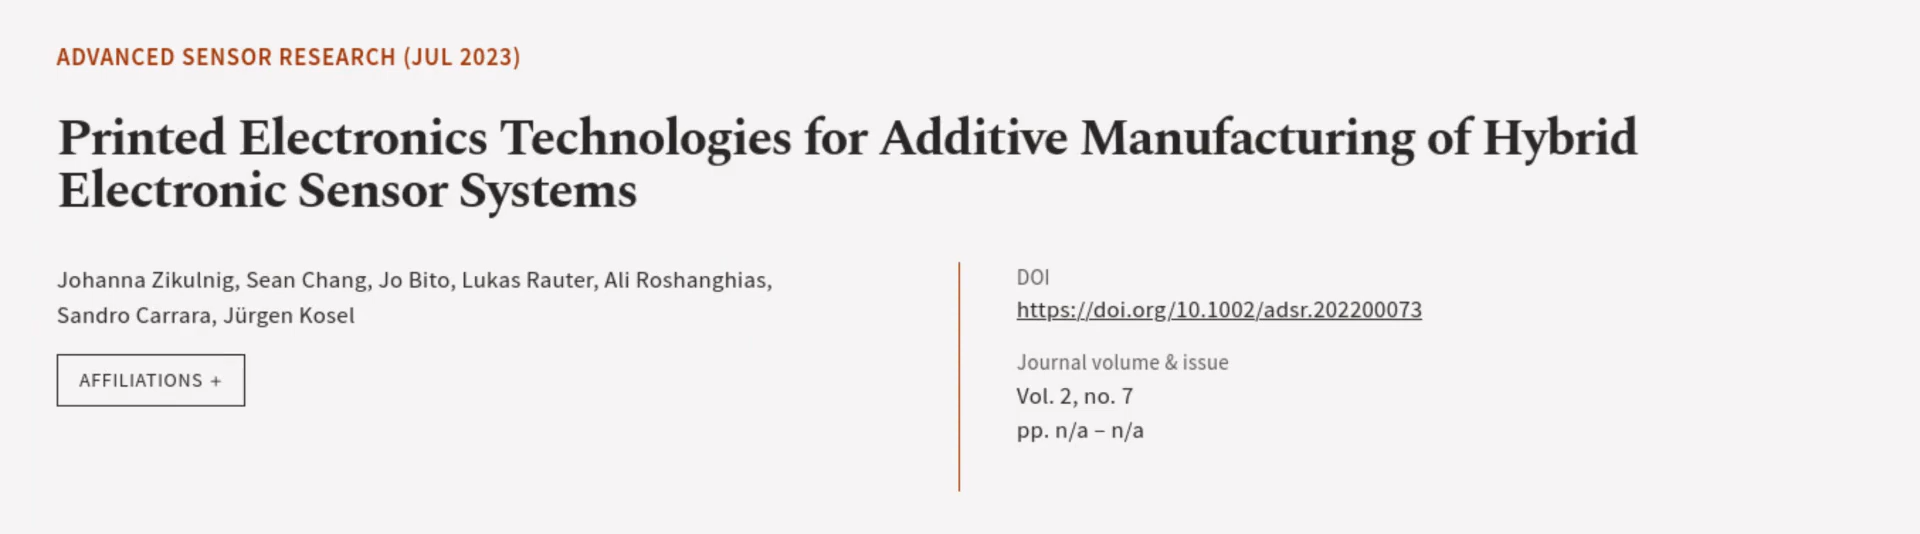 ADVANCED SENSOR RESEARCH (JUL 2023)
Printed Electronics Technologies for Additive Manufacturing of Hybrid
Electronic Sensor Systems
Johanna Zikulnig, Sean Chang, Jo Bito, Lukas Rauter, Ali Roshanghias,
Sandro Carrara, Jürgen Kosel
AFFILIATIONS +
DOI
https://doi.org/10.1002/adsr.202200073
Journal volume & issue
Vol. 2, no. 7
pp. n/a – n/a